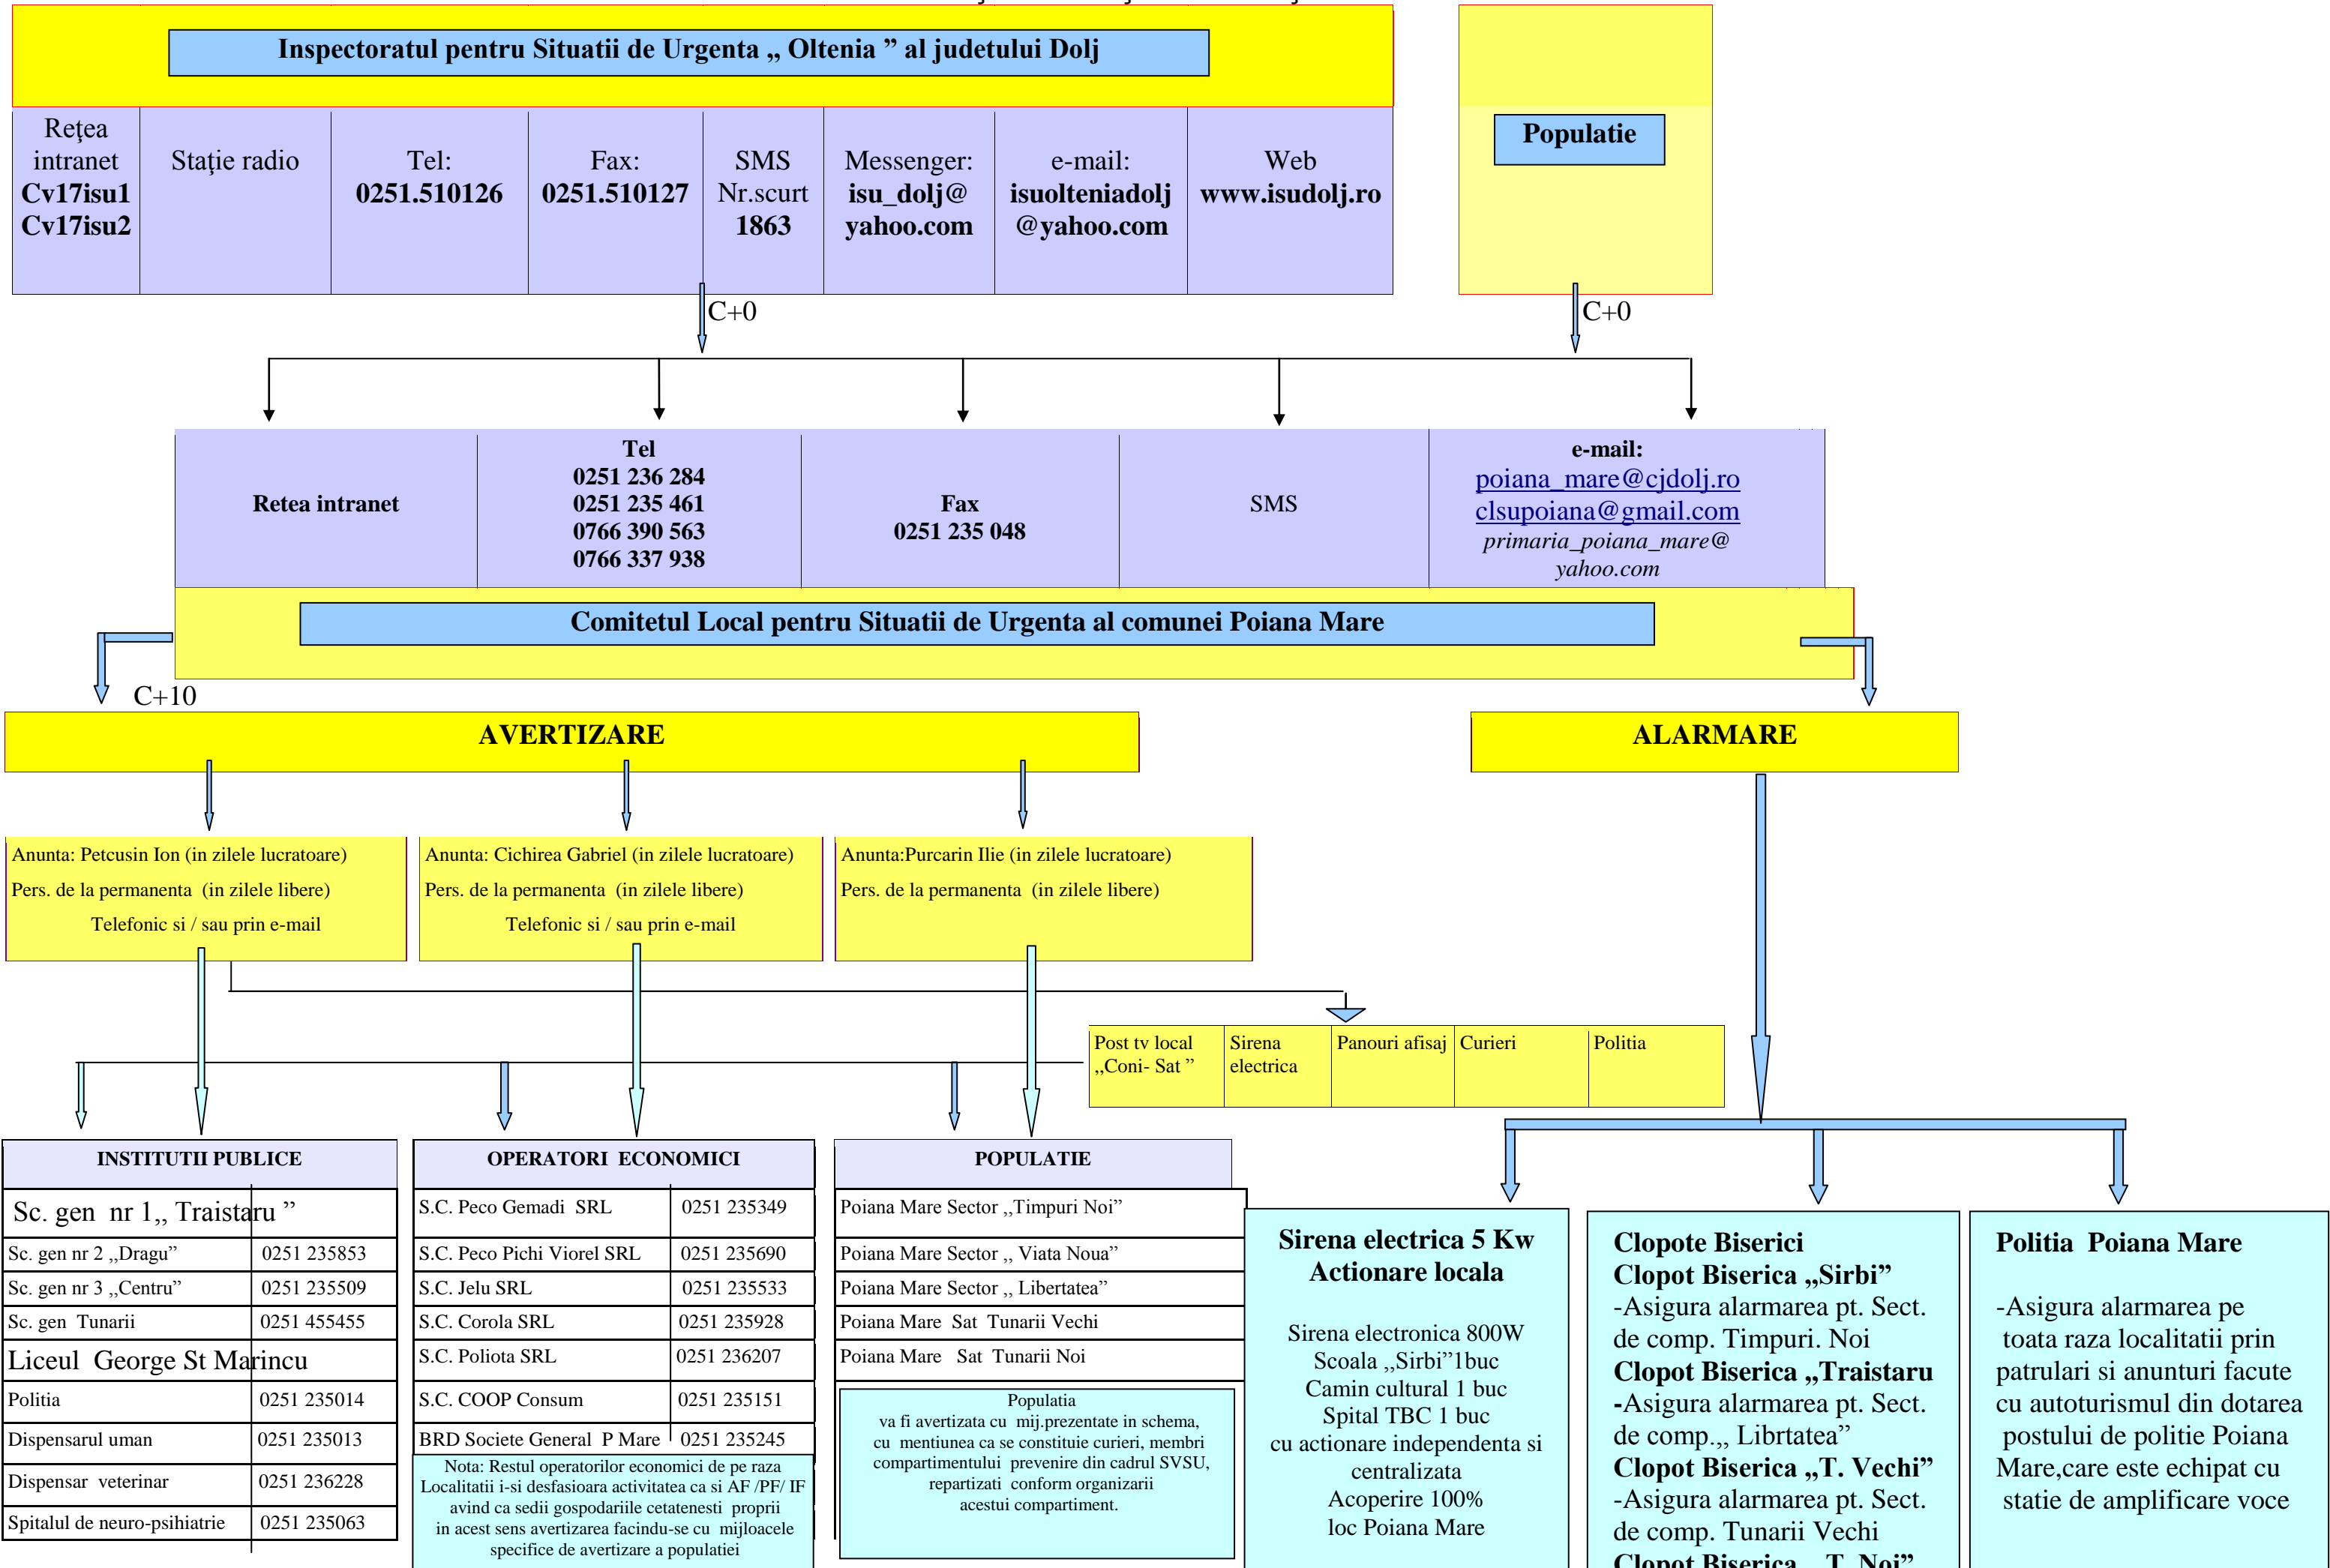 Inspectoratul pentru Situatii de Urgenta ,, Oltenia ” al judetului Dolj
Populatie
Reţea
intranet
Cv17isu1
Cv17isu2
Staţie radio
Tel:
0251.510126
Fax:
0251.510127
SMS
Nr.scurt
1863
Messenger:
isu_dolj@
yahoo.com
e-mail:
isuolteniadolj
@yahoo.com
Web
www.isudolj.ro
C+0
C+0
Retea intranet
Tel
0251 236 284
0251 235 461
0766 390 563
0766 337 938
Fax
0251 235 048
SMS
e-mail:
poiana_mare@cjdolj.ro
clsupoiana@gmail.com
primaria_poiana_mare@
yahoo.com
Comitetul Local pentru Situatii de Urgenta al comunei Poiana Mare
C+10
AVERTIZARE
ALARMARE
Anunta: Petcusin Ion (in zilele lucratoare)
Pers. de la permanenta (in zilele libere)
Telefonic si / sau prin e-mail
Anunta: Cichirea Gabriel (in zilele lucratoare)
Pers. de la permanenta (in zilele libere)
Telefonic si / sau prin e-mail
Anunta:Purcarin Ilie (in zilele lucratoare)
Pers. de la permanenta (in zilele libere)
Post tv local
,,Coni- Sat ”
Sirena
electrica
Panouri afisaj
Curieri
Politia
INSTITUTII PUBLICE
Sc. gen nr 1,, Traistaru ”
Sc. gen nr 2 ,,Dragu” 0251 235853
Sc. gen nr 3 ,,Centru” 0251 235509
Sc. gen Tunarii 0251 455455
Liceul George St Marincu
Politia 0251 235014
Dispensarul uman 0251 235013
Dispensar veterinar 0251 236228
Spitalul de neuro-psihiatrie 0251 235063
OPERATORI ECONOMICI
S.C. Peco Gemadi SRL 0251 235349
S.C. Peco Pichi Viorel SRL 0251 235690
S.C. Jelu SRL 0251 235533
S.C. Corola SRL 0251 235928
S.C. Poliota SRL 0251 236207
S.C. COOP Consum 0251 235151
BRD Societe General P Mare 0251 235245
Nota: Restul operatorilor economici de pe raza
Localitatii i-si desfasioara activitatea ca si AF /PF/ IF
avind ca sedii gospodariile cetatenesti proprii
in acest sens avertizarea facindu-se cu mijloacele
specifice de avertizare a populatiei
POPULATIE
Poiana Mare Sector ,,Timpuri Noi”
Poiana Mare Sector ,, Viata Noua”
Poiana Mare Sector ,, Libertatea”
Poiana Mare Sat Tunarii Vechi
Poiana Mare Sat Tunarii Noi
Populatia
va fi avertizata cu mij.prezentate in schema,
cu mentiunea ca se constituie curieri, membri
compartimentului prevenire din cadrul SVSU,
repartizati conform organizarii
acestui compartiment.
Sirena electrica 5 Kw
Actionare locala
Sirena electronica 800W
Scoala ,,Sirbi”1buc
Camin cultural 1 buc
Spital TBC 1 buc
cu actionare independenta si
centralizata
Acoperire 100%
loc Poiana Mare
Clopote Biserici
Clopot Biserica ,,Sirbi”
-Asigura alarmarea pt. Sect.
de comp. Timpuri. Noi
Clopot Biserica ,,Traistaru
-Asigura alarmarea pt. Sect.
de comp.,, Librtatea”
Clopot Biserica ,,T. Vechi”
-Asigura alarmarea pt. Sect.
de comp. Tunarii Vechi
Clopot Biserica ,, T. Noi”
Politia Poiana Mare
-Asigura alarmarea pe
toata raza localitatii prin
patrulari si anunturi facute
cu autoturismul din dotarea
postului de politie Poiana
Mare,care este echipat cu
statie de amplificare voce